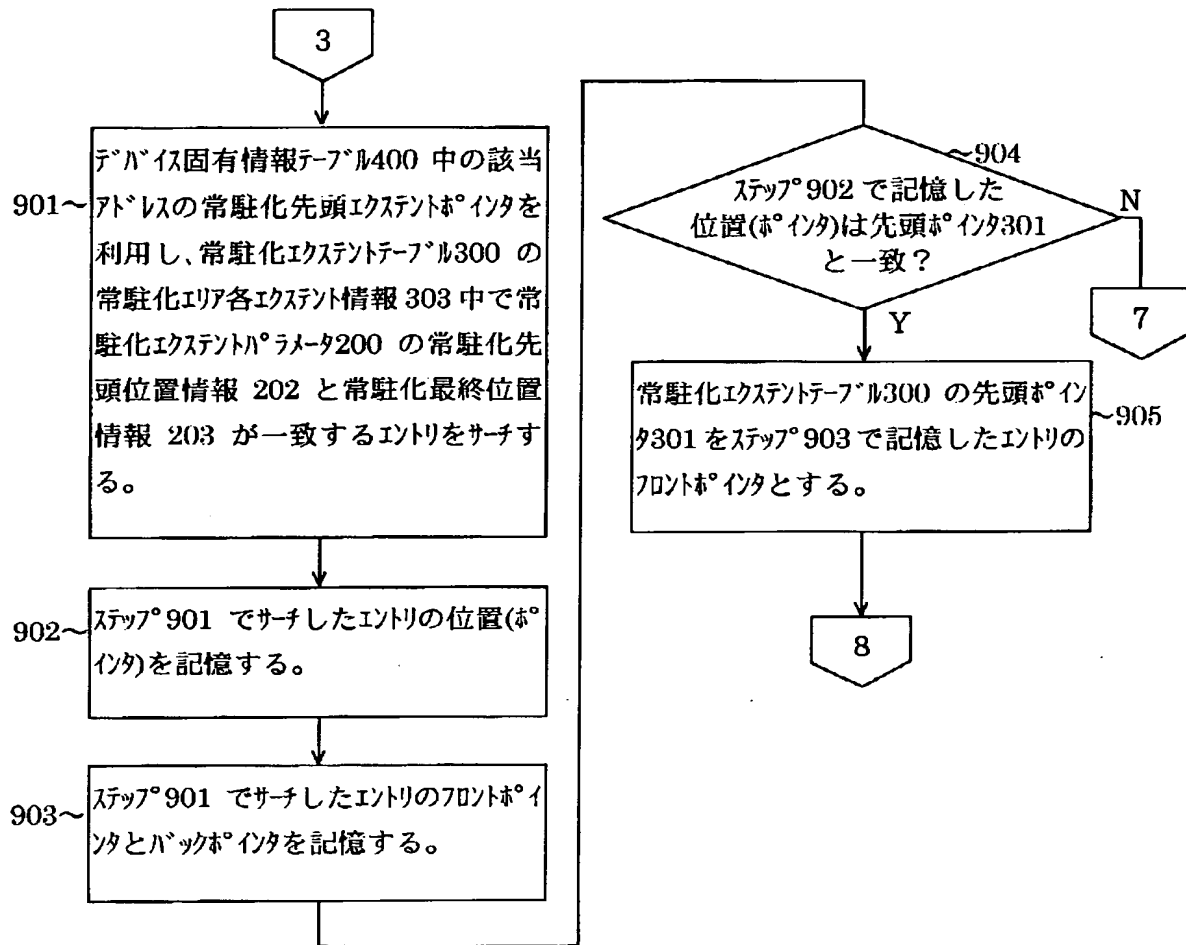 3
901~
デバイス固有情報テーブル400 中の該当
アドレスの常駐化先頭エクステントポインタを
利用し、常駐化エクステントテーブル300 の
常駐化エリア各エクステント情報 303 中で常
駐化エクステントパラメータ200 の常駐化先
頭位置情報 202 と常駐化最終位置
情報 203 が一致するエントリをサーチす
る。
902~
ステップ901 でサーチしたエントリの位置(ポ
インタ)を記憶する。
903~
ステップ901 でサーチしたエントリのフロントポイ
ンタとバックポインタを記憶する。
~904
ステップ902 で記憶した
位置(ポインタ)は先頭ポインタ301
と一致？
N
7
Y
常駐化エクステントテーブル300 の先頭ポイン
タ301をステップ903で記憶したエントリの
フロントポインタとする。
~905
8